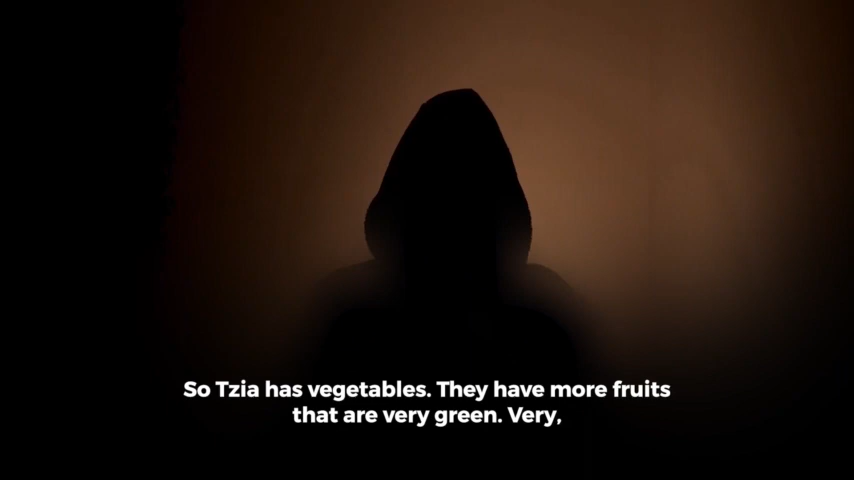 So Tzia has vegetables. They have more fruits
that are very green. Very,